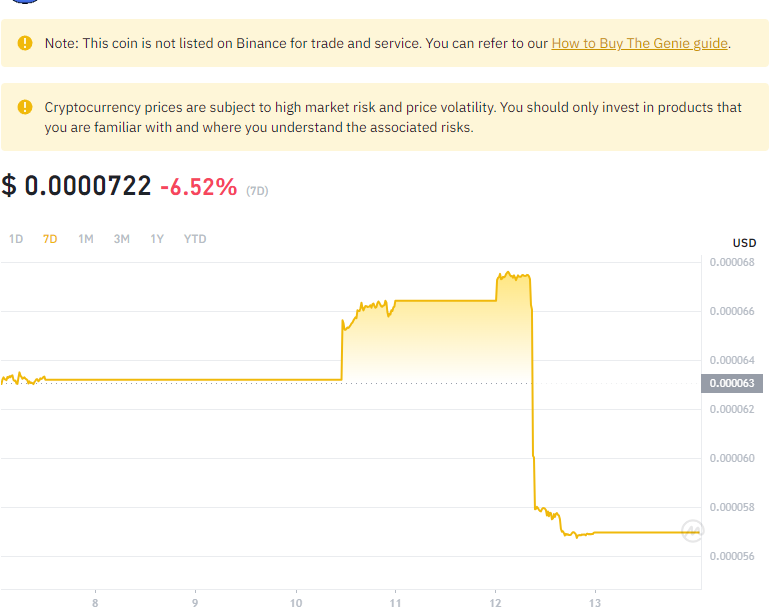 Note: This coin is not listed on Binance for trade and service. You can refer to our How to Buy The Genie guide.
Cryptocurrency prices are subject to high market risk and price volatility. You should only invest in products that
you are familiar with and where you understand the associated risks.
$ 0.0000722 -6.52% (7D)
1D 7D 1M 3M 1Y YTD
USD
0.000068
0.000066
0.000064
0.000063
0.000062
0.000060
0.000058
0.000056
8 9 10 11 12 13